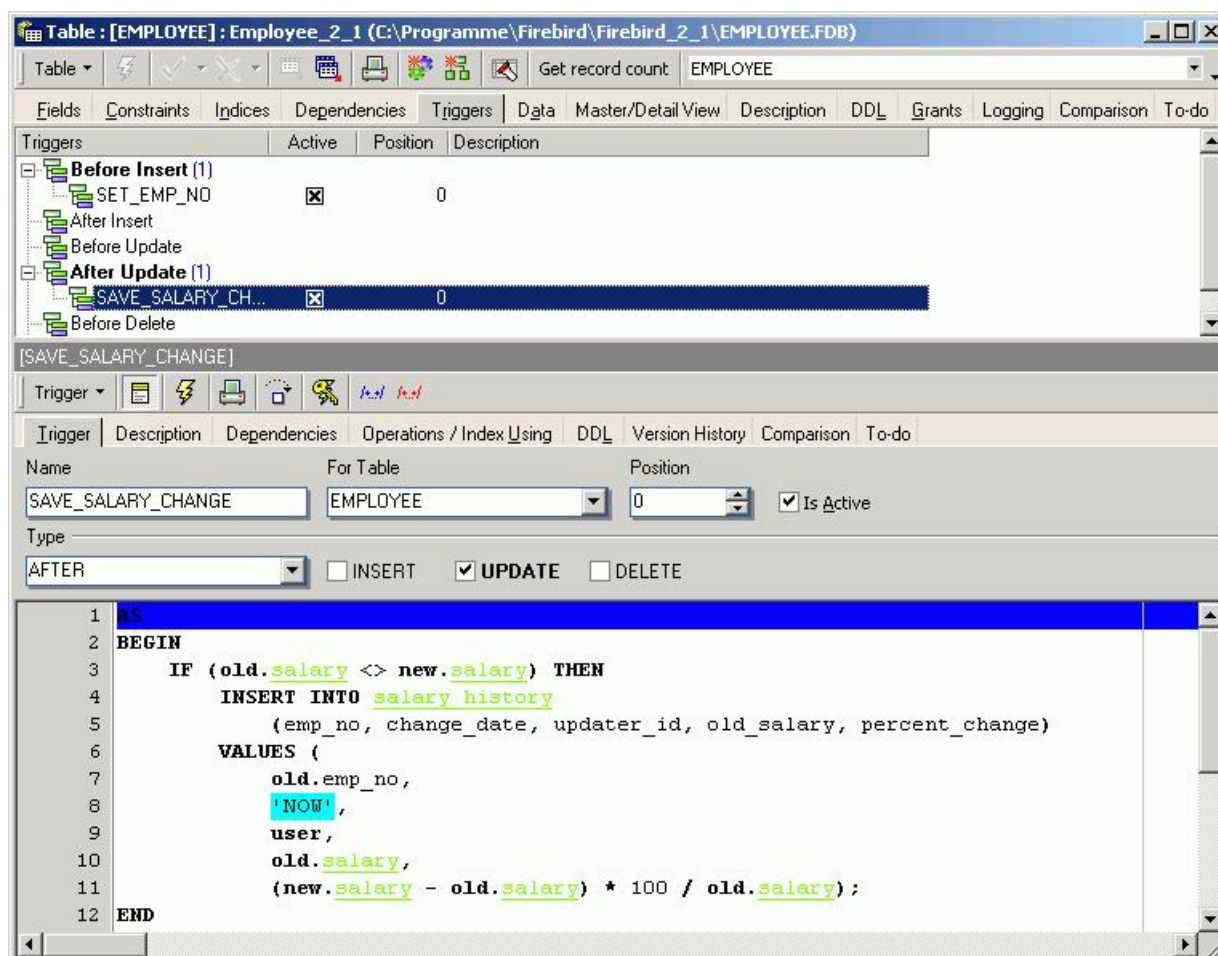 Table : [EMPLOYEE] : Employee_2_1 (C:\Programme\Firebird\Firebird_2_1\EMPLOYEE.FDB)
Table Get record count EMPLOYEE
Fields Constraints Indices Dependencies Triggers Data Master/Detail View Description DDL Grants Logging Comparison To-do
Triggers Active Position Description
Before Insert (1)
SET_EMP_NO 0
After Insert
Before Update
After Update (1)
SAVE_SALARY_CH... 0
Before Delete
[SAVE_SALARY_CHANGE]
Trigger /*..*/ /*..*/
Trigger Description Dependencies Operations / Index Using DDL Version History Comparison To-do
Name For Table Position
SAVE_SALARY_CHANGE EMPLOYEE 0 Is Active
Type
AFTER INSERT UPDATE DELETE
1 AS
2 BEGIN
3 IF (old.salary <> new.salary) THEN
4 INSERT INTO salary_history
5 (emp_no, change_date, updater_id, old_salary, percent_change)
6 VALUES (
7 old.emp_no,
8 'NOW',
9 user,
10 old.salary,
11 (new.salary - old.salary) * 100 / old.salary);
12 END